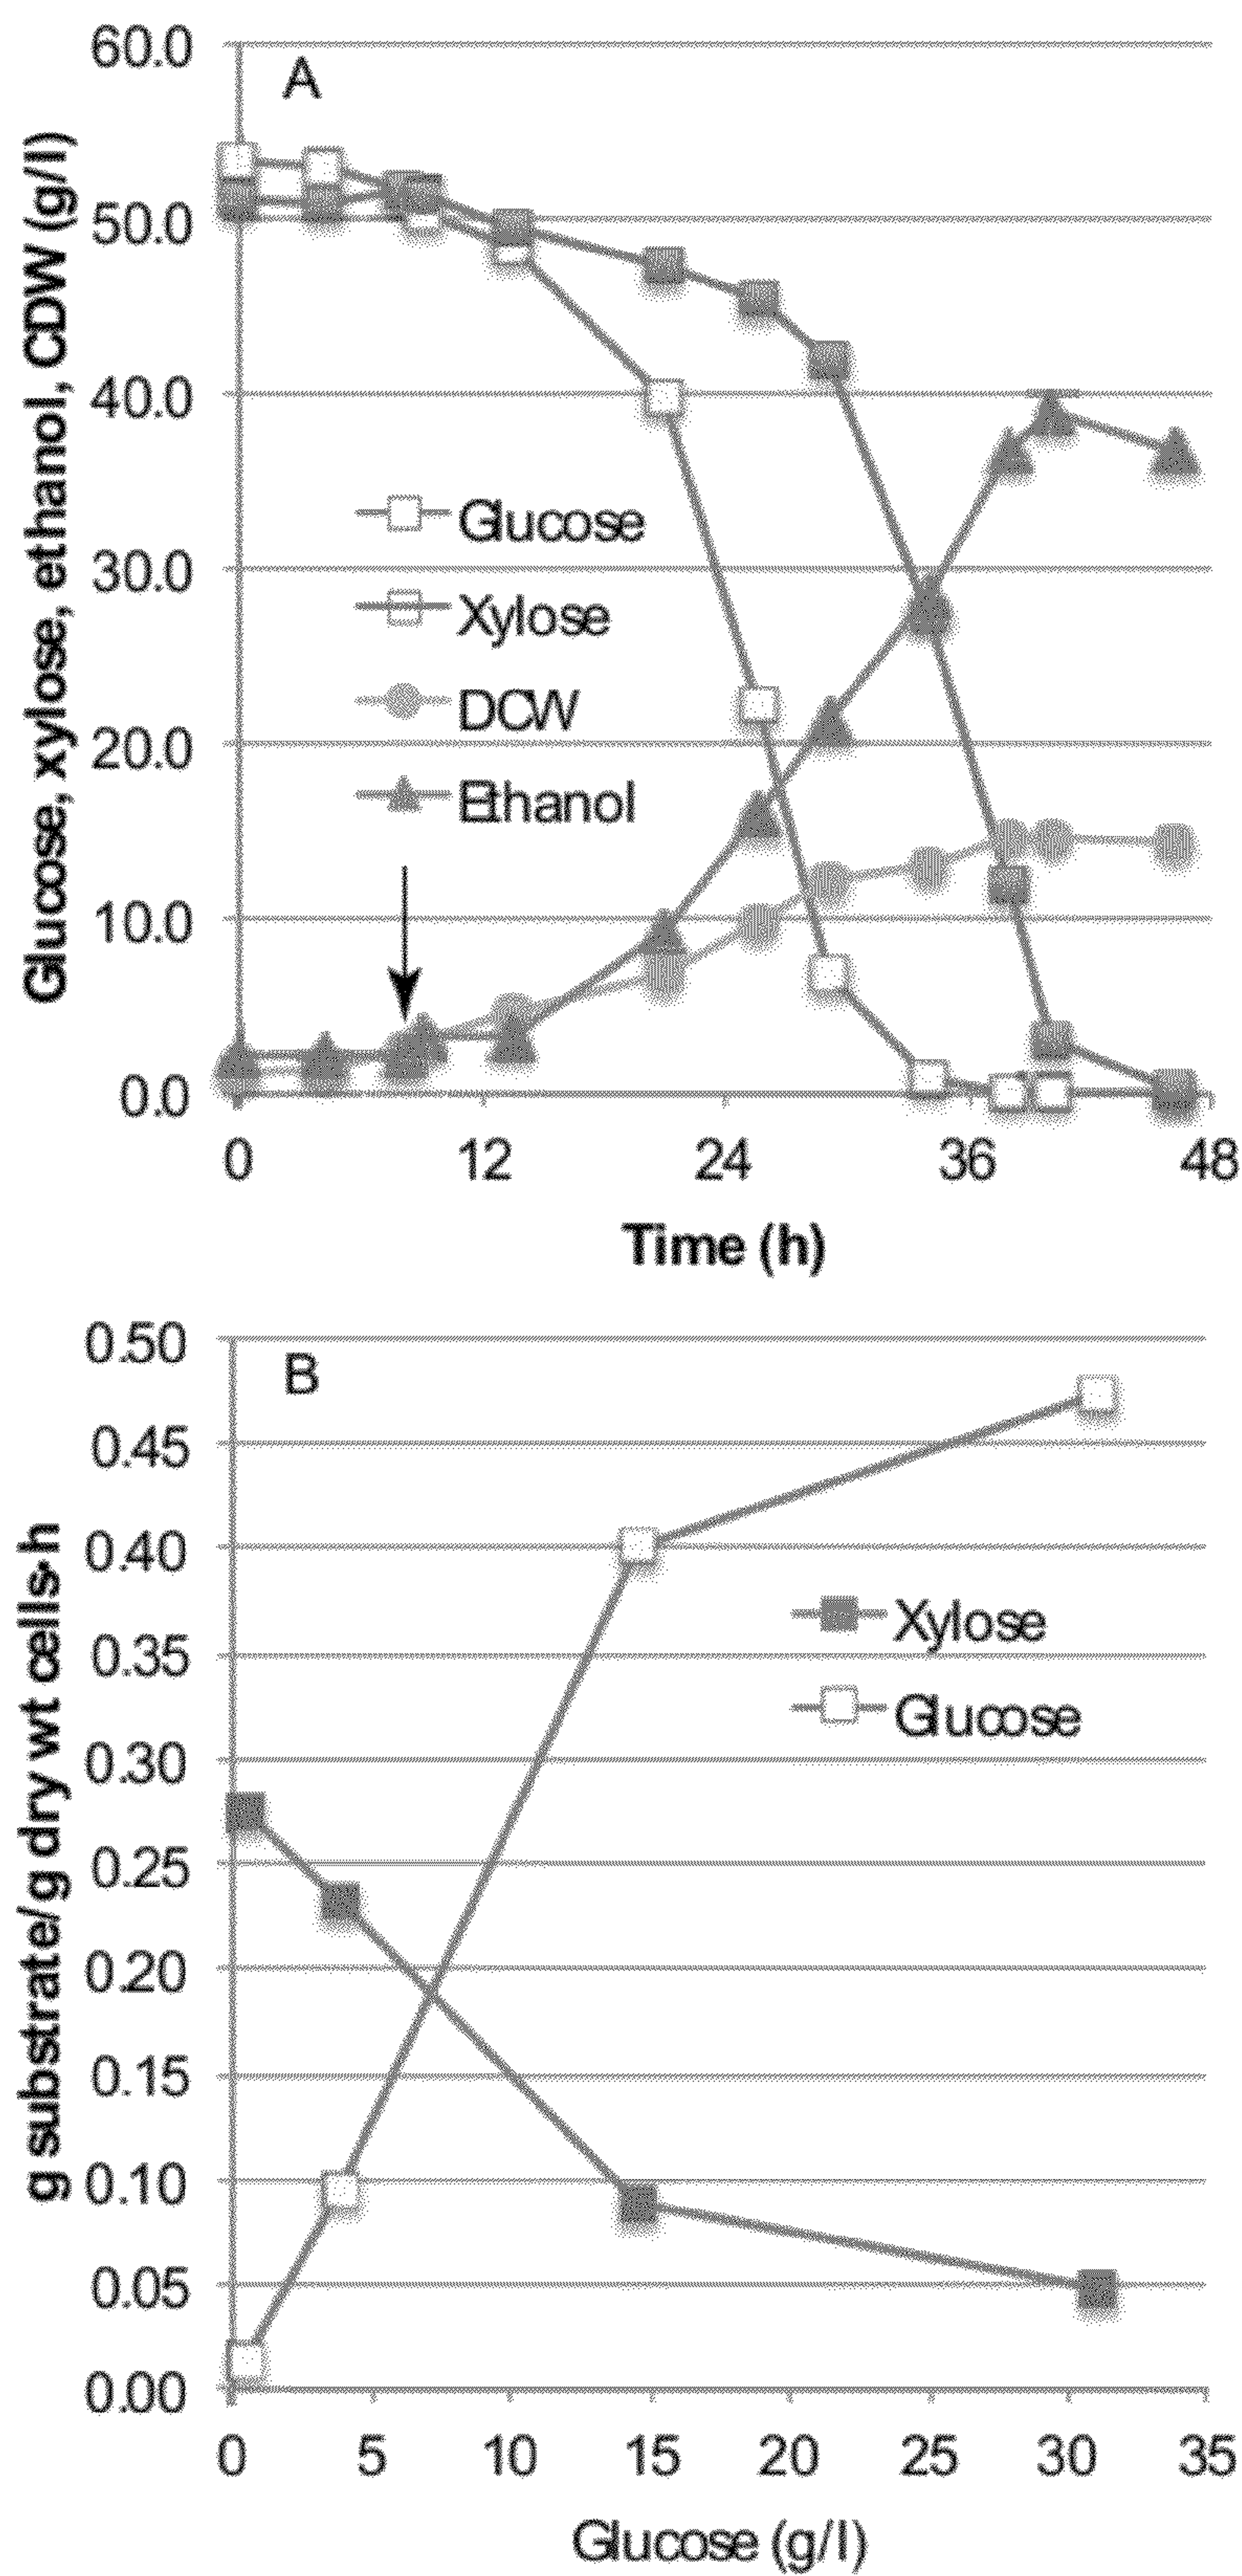 A
Glucose, xylose, ethanol, CDW (g/l)
60.0
50.0
40.0
30.0
20.0
10.0
0.0
Glucose
Xylose
DCW
Ethanol
0 12 24 36 48
Time (h)
B
g substrate/g dry wt cells·h
0.50
0.45
0.40
0.35
0.30
0.25
0.20
0.15
0.10
0.05
0.00
Xylose
Glucose
0 5 10 15 20 25 30 35
Glucose (g/l)